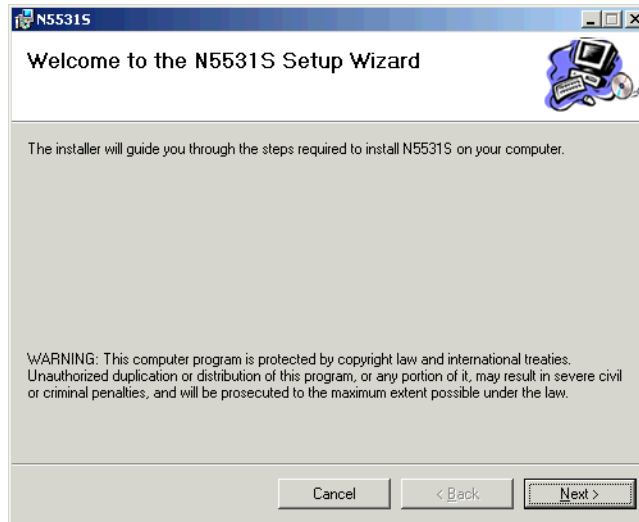 N5531S
Welcome to the N5531S Setup Wizard
The installer will guide you through the steps required to install N5531S on your computer.
WARNING: This computer program is protected by copyright law and international treaties.
Unauthorized duplication or distribution of this program, or any portion of it, may result in severe civil
or criminal penalties, and will be prosecuted to the maximum extent possible under the law.
Cancel
< Back
Next >